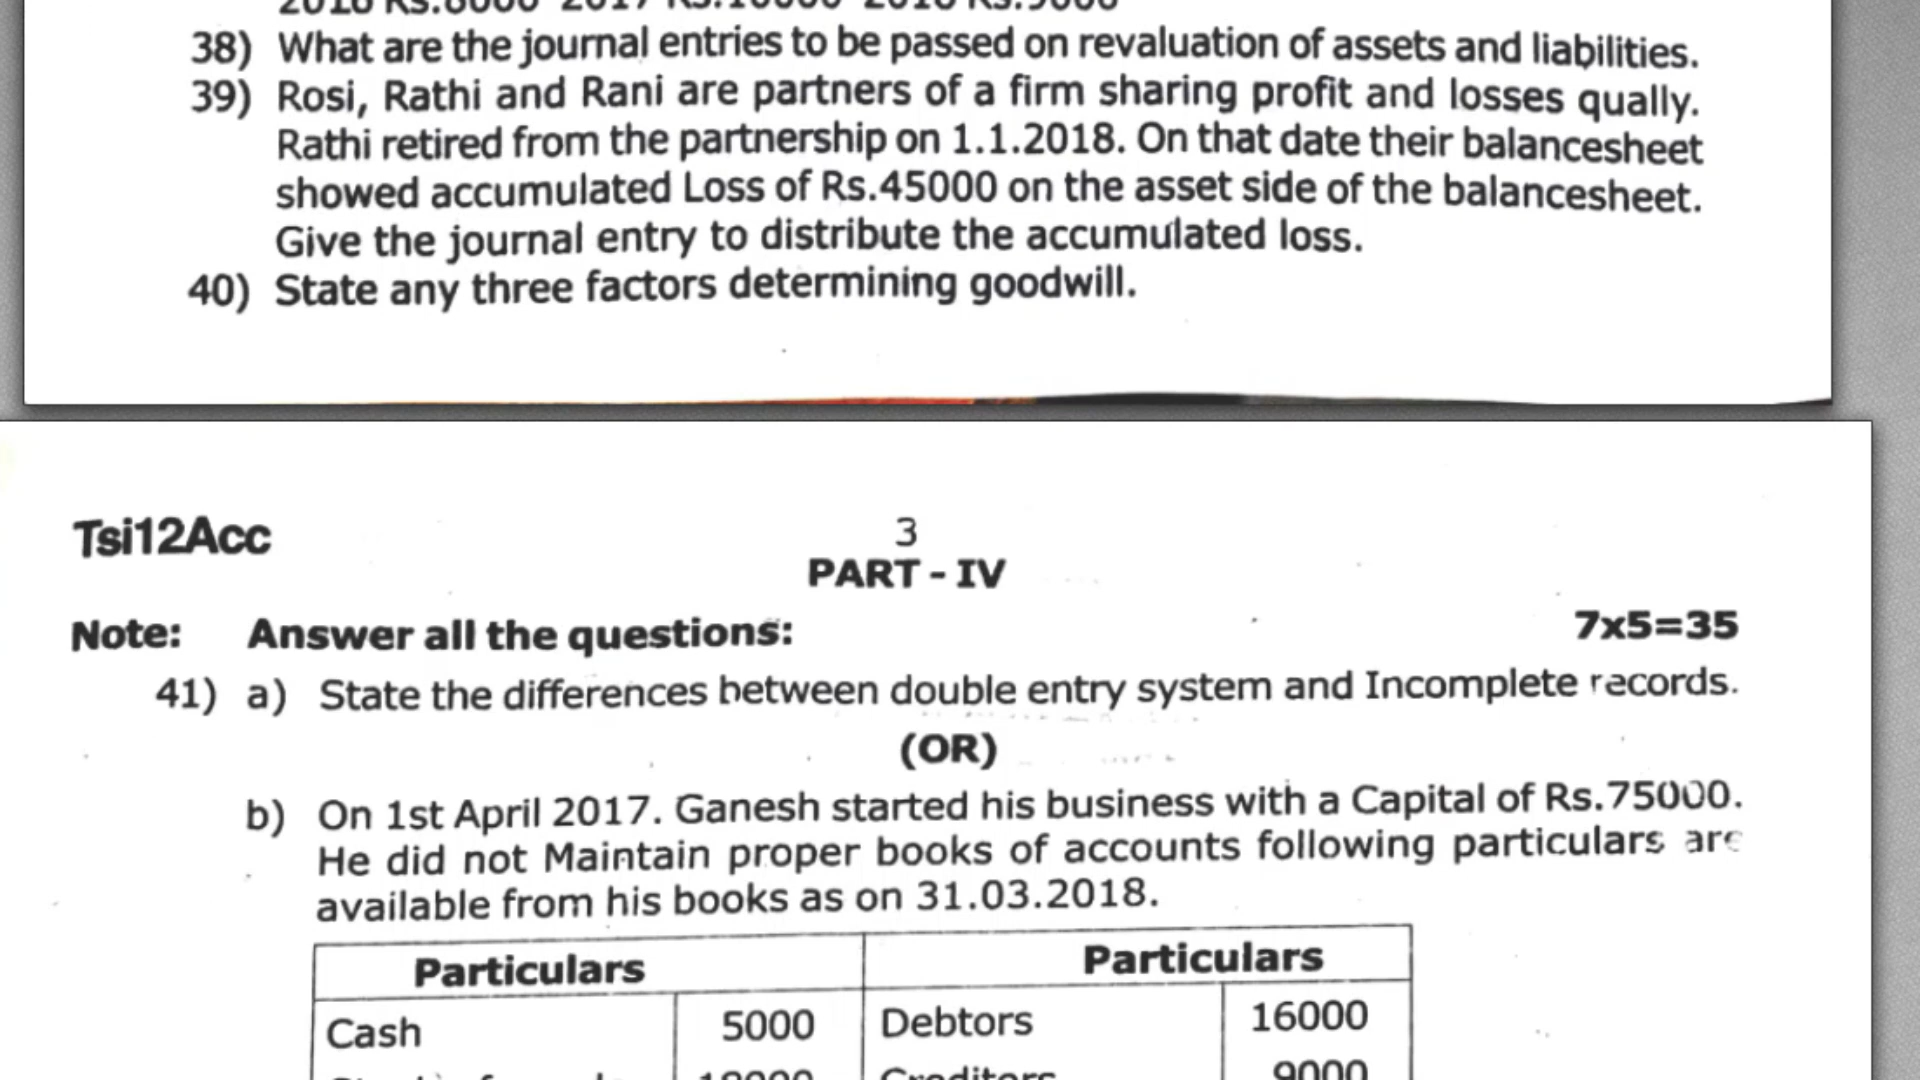 38) What are the journal entries to be passed on revaluation of assets and liabilities.
39) Rosi, Rathi and Rani are partners of a firm sharing profit and losses qually.
Rathi retired from the partnership on 1.1.2018. On that date their balancesheet
showed accumulated Loss of Rs.45000 on the asset side of the balancesheet.
Give the journal entry to distribute the accumulated loss.
40) State any three factors determining goodwill.
Tsi12Acc
3
PART - IV
Note: Answer all the questions: 7x5=35
41) a) State the differences between double entry system and Incomplete records.
(OR)
b) On 1st April 2017. Ganesh started his business with a Capital of Rs.75000.
He did not Maintain proper books of accounts following particulars are
available from his books as on 31.03.2018.
Particulars Particulars
Cash 5000 Debtors 16000
Creditors 9000